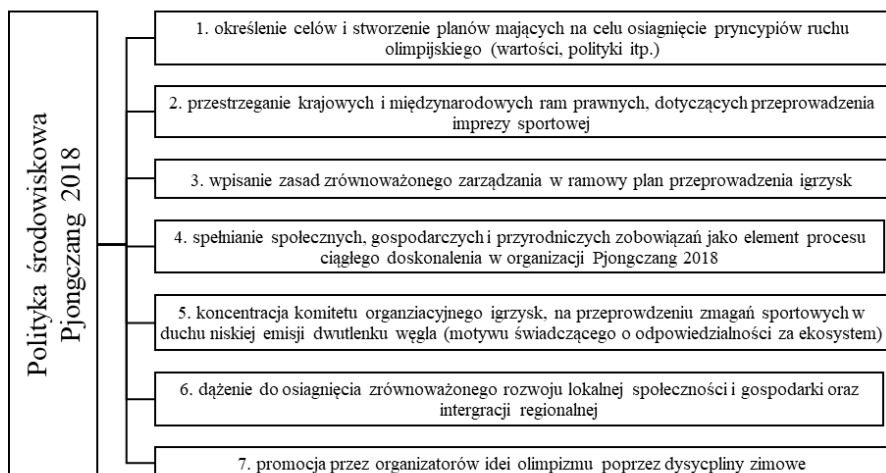 Polityka środowiskowa
Pjongczang 2018
1. określenie celów i stworzenie planów mających na celu osiagnięcie pryncypiów ruchu
olimpijskiego (wartości, polityki itp.)
2. przestrzeganie krajowych i międzynarodowych ram prawnych, dotyczących przeprowadzenia
imprezy sportowej
3. wpisanie zasad zrównoważonego zarządzania w ramowy plan przeprowadzenia igrzysk
4. spełnianie społecznych, gospodarczych i przyrodniczych zobowiązań jako element procesu
ciągłego doskonalenia w organizacji Pjongczang 2018
5. koncentracja komitetu organziacyjnego igrzysk, na przeprowdzeniu zmagań sportowych w
duchu niskiej emisji dwutlenku węgla (motywu świadczącego o odpowiedzialności za ekosystem)
6. dążenie do osiagnięcia zrównoważonego rozwoju lokalnej społeczności i gospodarki oraz
intergracji regionalnej
7. promocja przez organizatorów idei olimpizmu poprzez dysycpliny zimowe